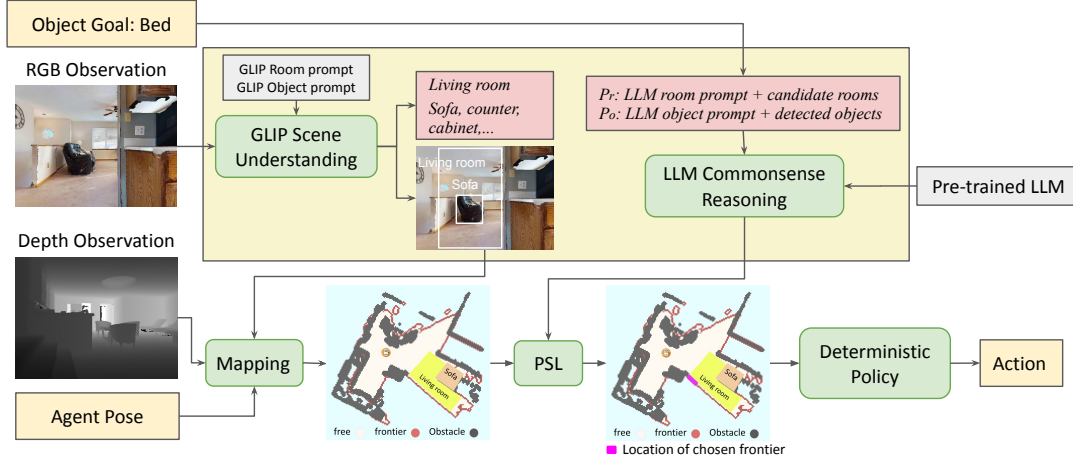 Object Goal: Bed
RGB Observation
GLIP Room prompt
GLIP Object prompt
Living room
Sofa, counter,
cabinet,...
Pr: LLM room prompt + candidate rooms
Po: LLM object prompt + detected objects
GLIP Scene
Understanding
Living room
Sofa
LLM Commonsense
Reasoning
Pre-trained LLM
Depth Observation
Mapping
Sofa
Living room
free frontier Obstacle
PSL
Sofa
Living room
free frontier Obstacle
Location of chosen frontier
Deterministic
Policy
Action
Agent Pose